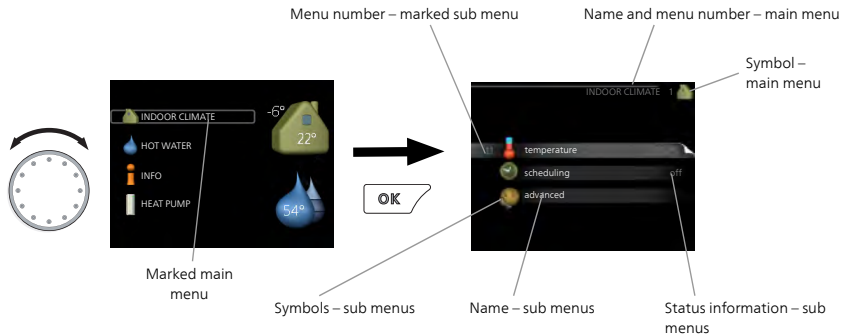 Menu number – marked sub menu
Name and menu number – main menu
Symbol –
main menu
INDOOR CLIMATE
-6°
22°
HOT WATER
INFO
HEAT PUMP
54°
OK
INDOOR CLIMATE 1
temperature
scheduling
off
advanced
Marked main
menu
Symbols – sub menus
Name – sub menus
Status information – sub
menus